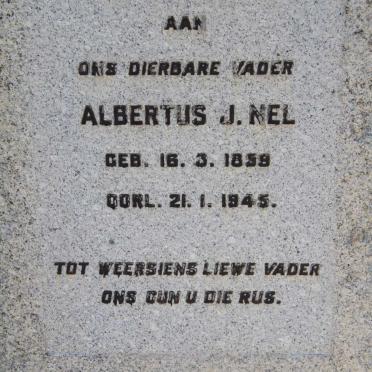 AAN
ONS DIERBARE VADER
ALBERTUS J. NEL
GEB. 16. 3. 1859
OORL. 21. 1. 1945.
TOT WEERSIENS LIEWE VADER
ONS GUN U DIE RUS.